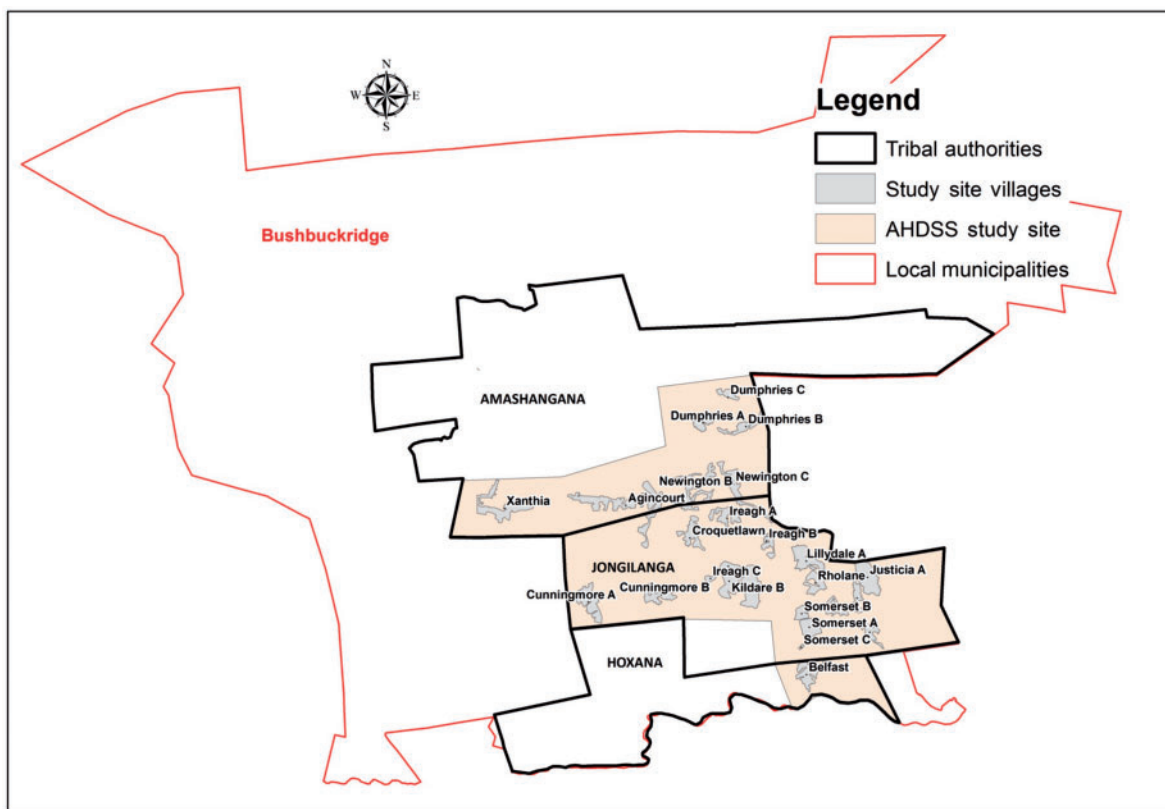 N
W E
S
Legend
Tribal authorities
Study site villages
AHDSS study site
Local municipalities
Bushbuckridge
AMASHANGANA
Dumphries C
Dumphries A
Dumphries B
Newington B
Newington C
Xanthia
Agincourt
Ireagh A
Croquetlawn
Ireagh B
Lillydale A
JONGILANGA
Ireagh C
Rholane
Justicia A
Cunningmore A
Cunningmore B
Kildare B
Somerset B
Somerset A
Somerset C
HOXANA
Belfast